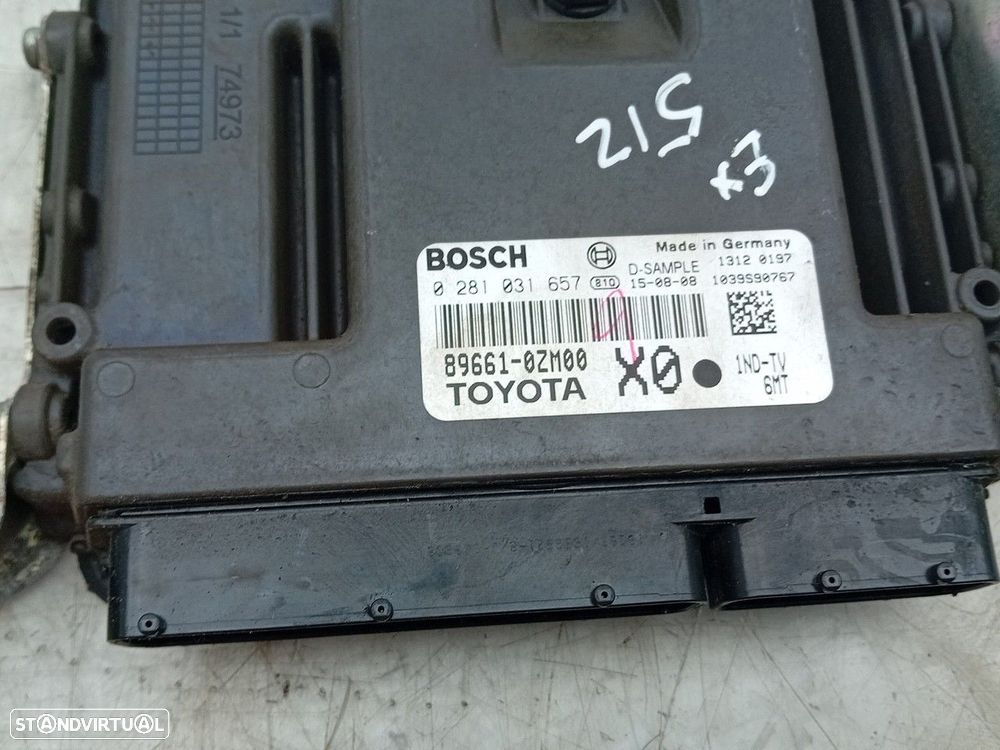 1/1 74973
512
EX
BOSCH
Made in Germany
D-SAMPLE 1312 0197
0 281 031 657 810 15-08-08 1039S90767
89661-0ZM00
X0
1ND-TV
6MT
TOYOTA
STANDVIRTUAL